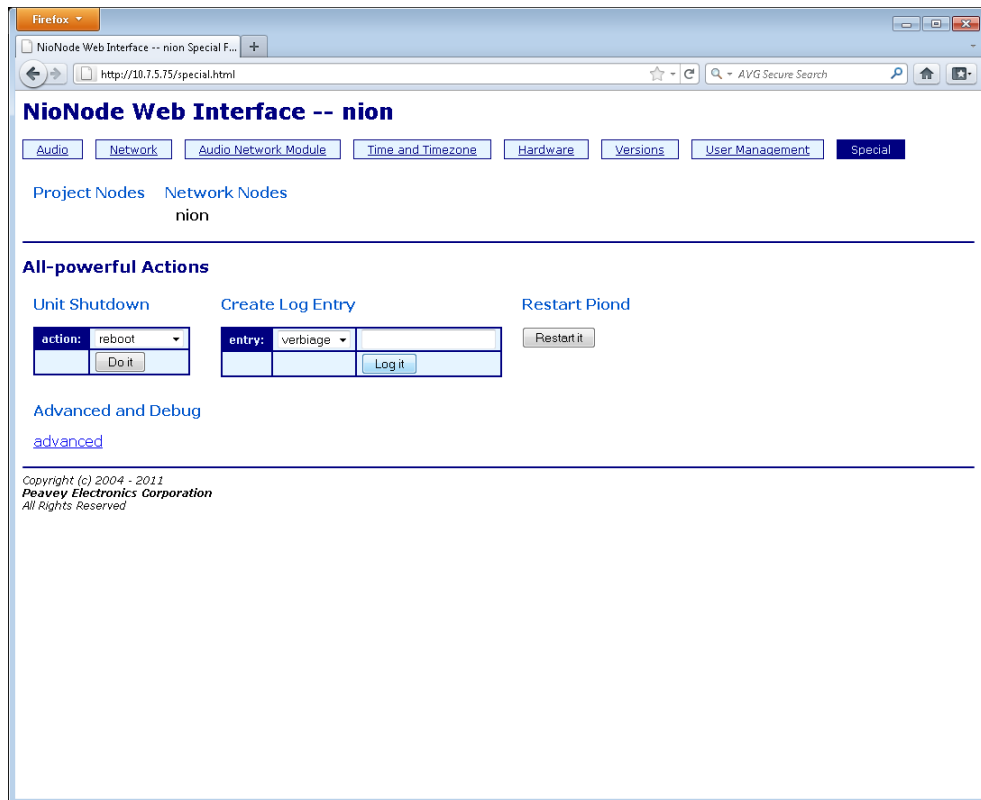 Firefox
NioNode Web Interface -- nion Special F...
http://10.7.5.75/special.html
AVG Secure Search
NioNode Web Interface -- nion
Audio Network Audio Network Module Time and Timezone Hardware Versions User Management Special
Project Nodes Network Nodes
nion
All-powerful Actions
Unit Shutdown Create Log Entry Restart Piond
action: reboot entry: verbiage Restart it
Do it Log it
Advanced and Debug
advanced
Copyright (c) 2004 - 2011
Peavey Electronics Corporation
All Rights Reserved